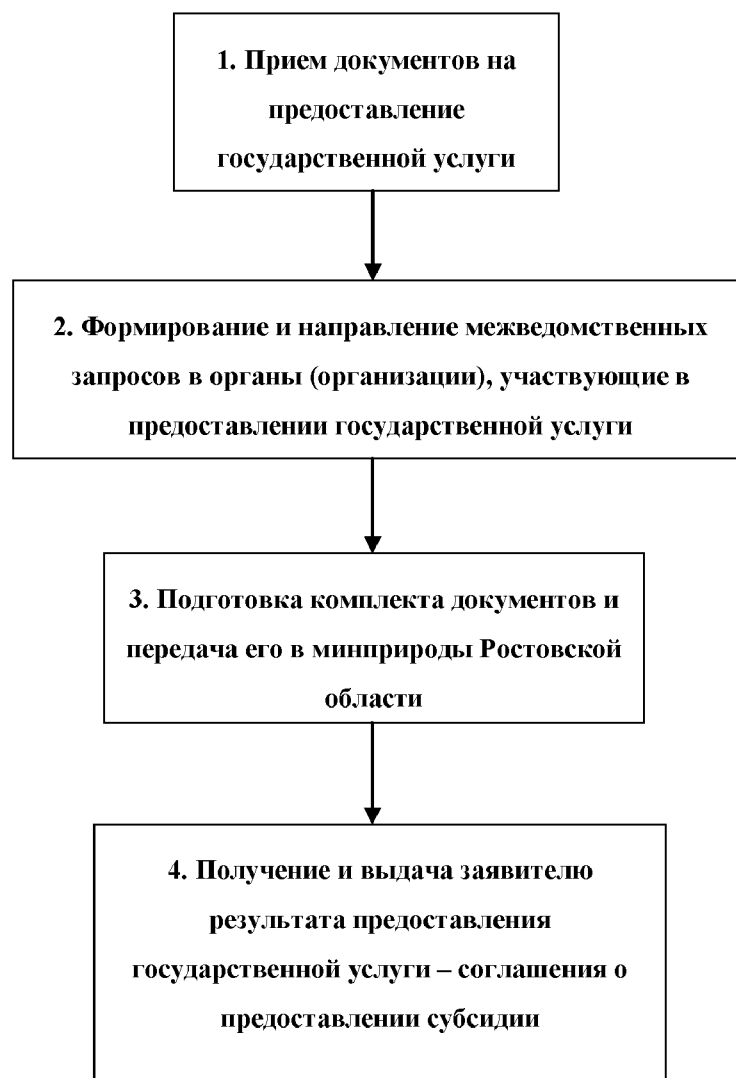 1. Прием документов на
предоставление
государственной услуги
2. Формирование и направление межведомственных
запросов в органы (организации), участвующие в
предоставлении государственной услуги
3. Подготовка комплекта документов и
передача его в минприроды Ростовской
области
4. Получение и выдача заявителю
результата предоставления
государственной услуги – соглашения о
предоставлении субсидии